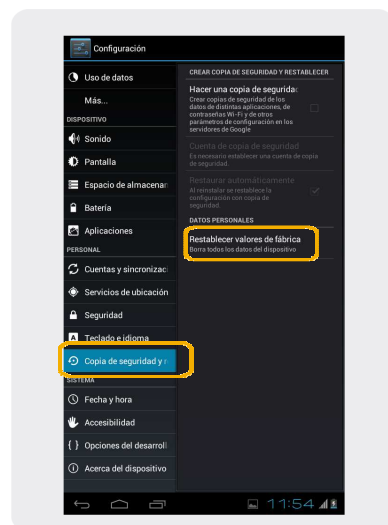 Configuración
Uso de datos
Más...
DISPOSITIVO
Sonido
Pantalla
Espacio de almacenar
Batería
Aplicaciones
PERSONAL
Cuentas y sincronizac
Servicios de ubicación
Seguridad
Teclado e idioma
Copia de seguridad y r
SISTEMA
Fecha y hora
Accesibilidad
Opciones del desarroll
Acerca del dispositivo
CREAR COPIA DE SEGURIDAD Y RESTABLECER
Hacer una copia de segurida
Crear copias de seguridad de los
datos de distintas aplicaciones, de
contraseñas Wi-Fi y de otros
parámetros de configuración en los
servidores de Google
Cuenta de copia de seguridad
Es necesario establecer una cuenta de copia
de seguridad.
Restaurar automáticamente
Al reinstalar se restablece la
configuración con copia de
seguridad.
DATOS PERSONALES
Restablecer valores de fábrica
Borra todos los datos del dispositivo
11:54